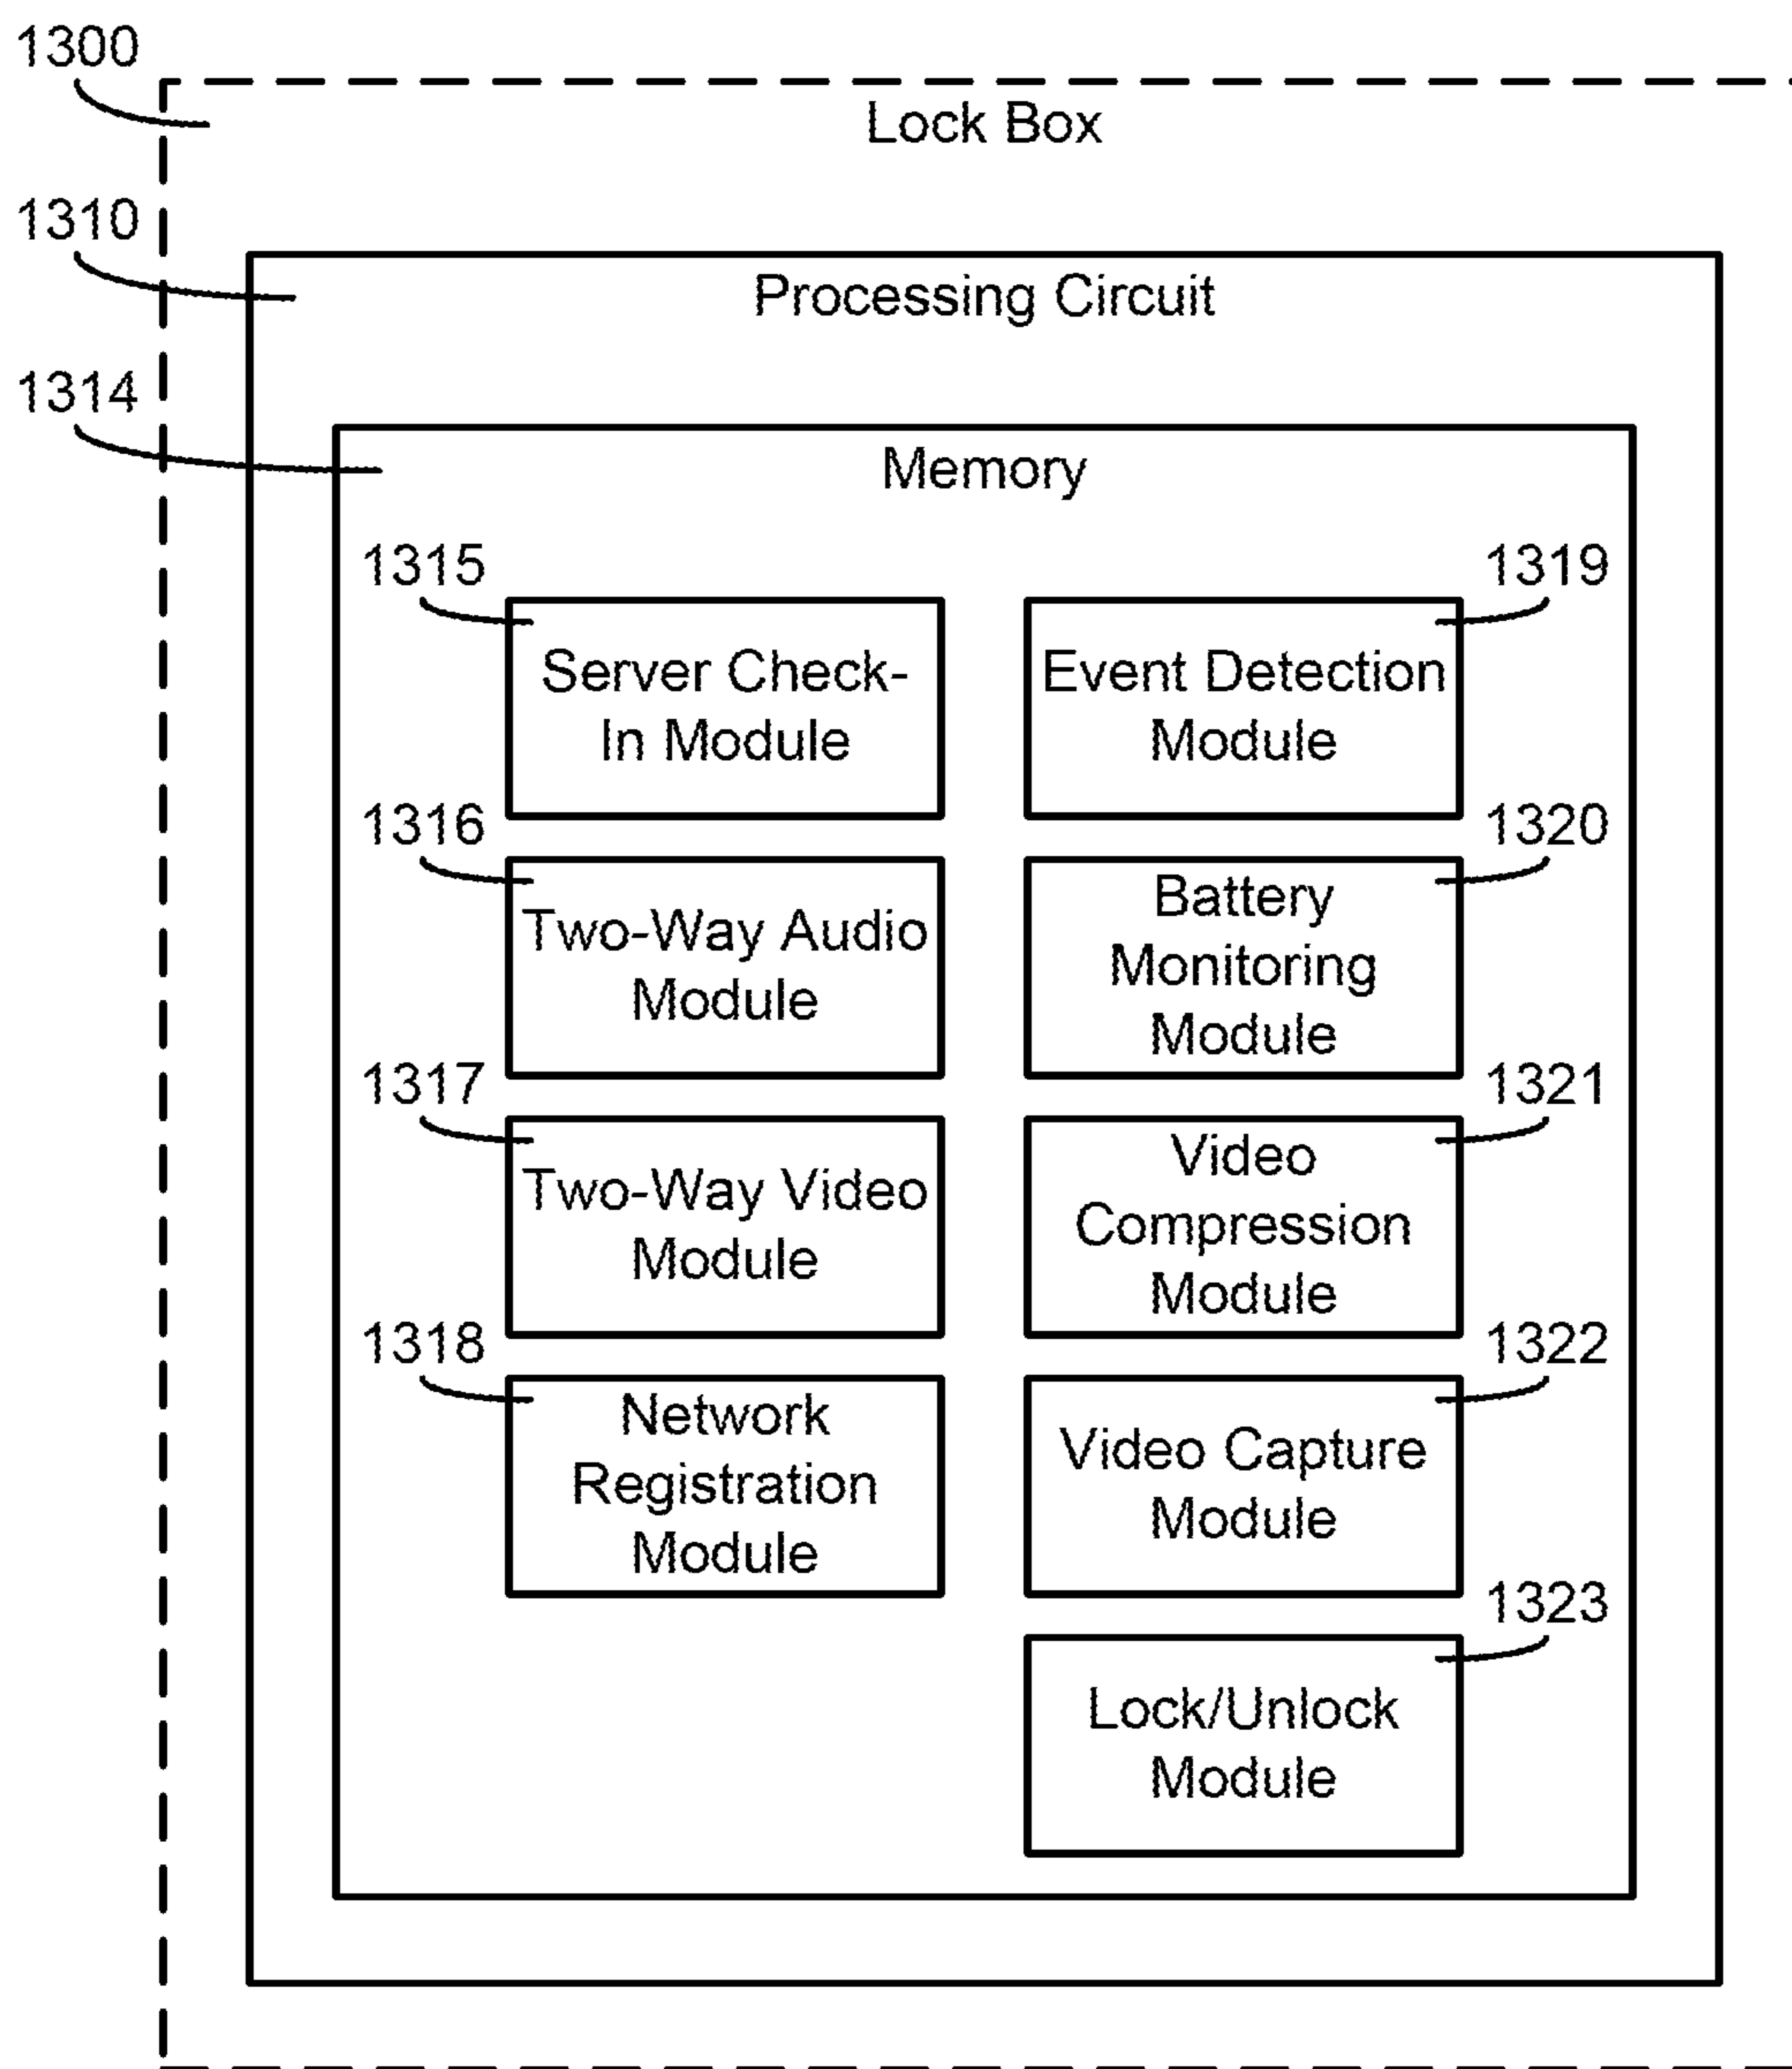 1300
Lock Box
1310
Processing Circuit
1314
Memory
1315
Server Check-
In Module
1319
Event Detection
Module
1316
Two-Way Audio
Module
1320
Battery
Monitoring
Module
1317
Two-Way Video
Module
1321
Video
Compression
Module
1318
Network
Registration
Module
1322
Video Capture
Module
1323
Lock/Unlock
Module